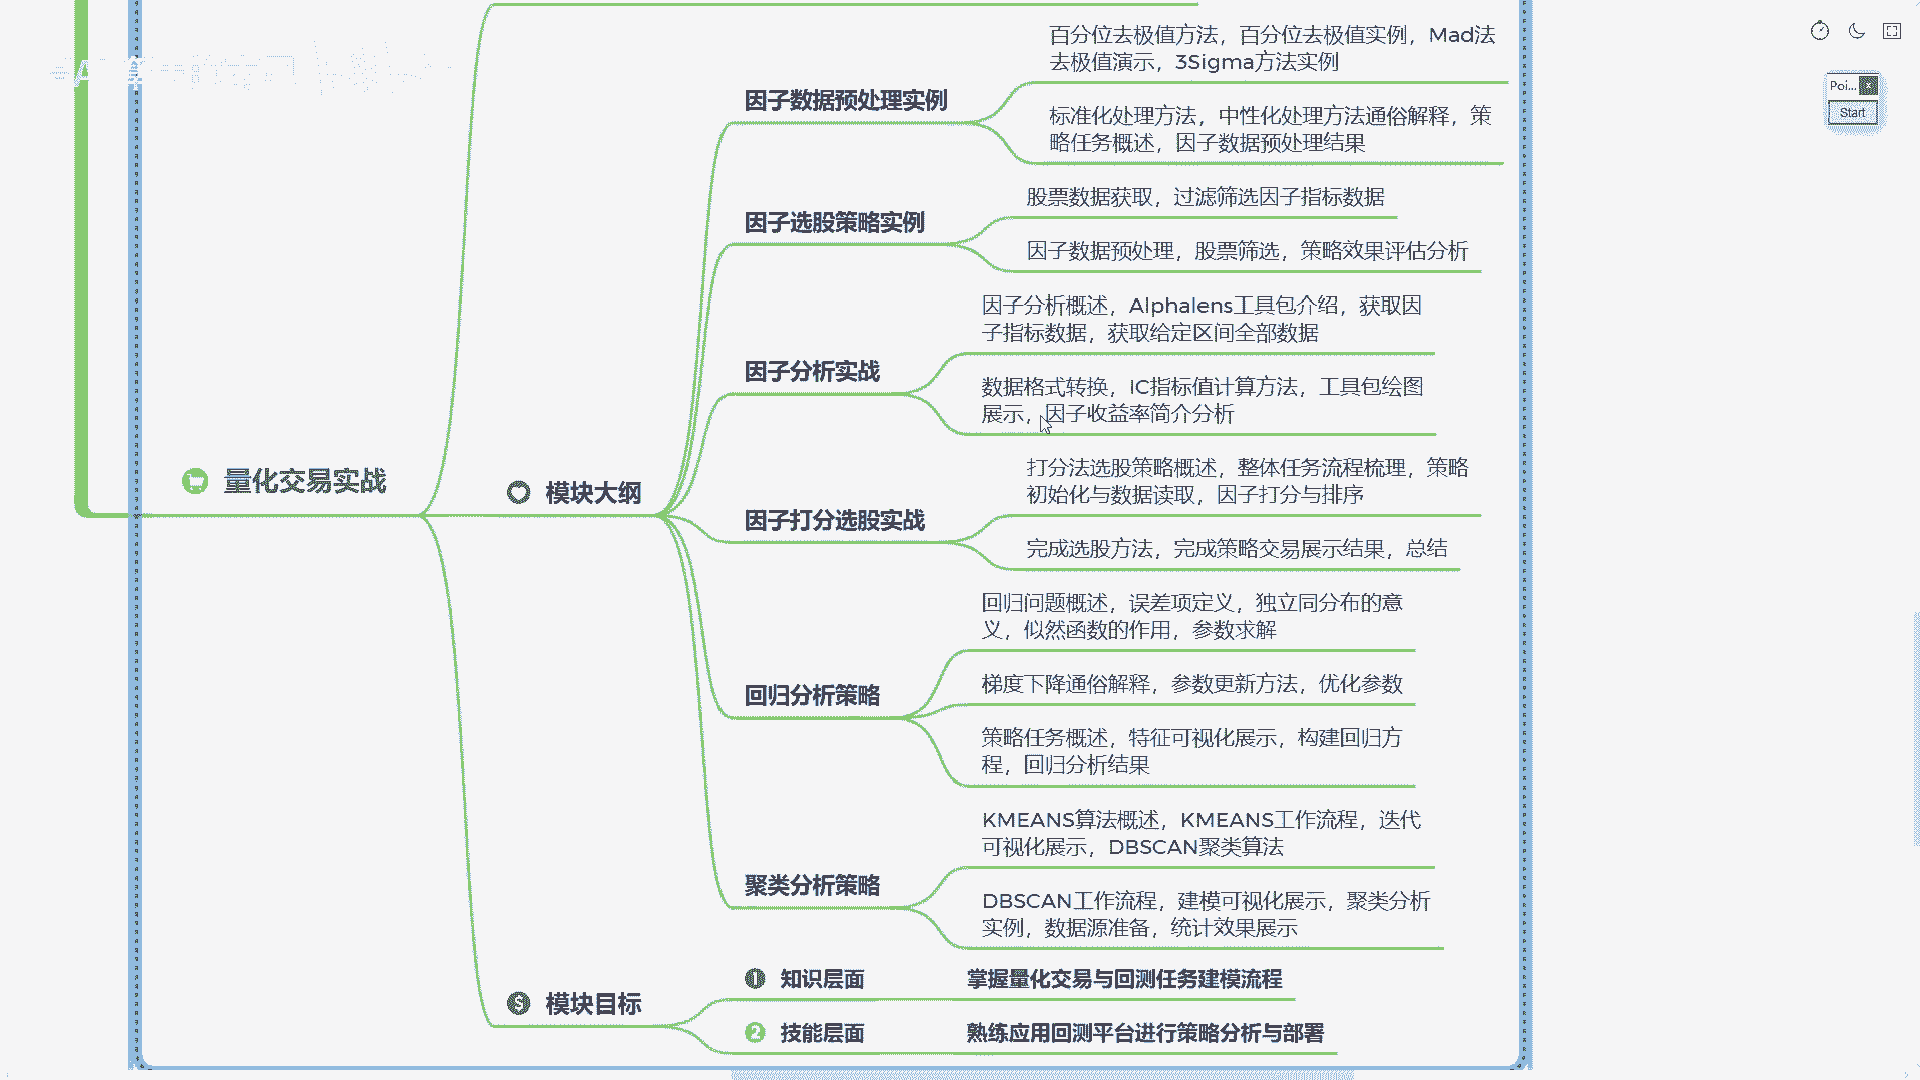 百分位去极值方法，百分位去极值实例，Mad法
去极值演示，3Sigma方法实例
因子数据预处理实例
标准化处理方法，中性化处理方法通俗解释，策
略任务概述，因子数据预处理结果
股票数据获取，过滤筛选因子指标数据
因子选股策略实例
因子数据预处理，股票筛选，策略效果评估分析
因子分析概述，Alphalens工具包介绍，获取因
子指标数据，获取给定区间全部数据
因子分析实战
数据格式转换，IC指标值计算方法，工具包绘图
展示，因子收益率简介分析
量化交易实战
模块大纲
打分法选股策略概述，整体任务流程梳理，策略
初始化与数据读取，因子打分与排序
因子打分选股实战
完成选股方法，完成策略交易展示结果，总结
回归问题概述，误差项定义，独立同分布的意
义，似然函数的作用，参数求解
回归分析策略
梯度下降通俗解释，参数更新方法，优化参数
策略任务概述，特征可视化展示，构建回归方
程，回归分析结果
KMEANS算法概述，KMEANS工作流程，迭代
可视化展示，DBSCAN聚类算法
聚类分析策略
DBSCAN工作流程，建模可视化展示，聚类分析
实例，数据源准备，统计效果展示
模块目标
1 知识层面 掌握量化交易与回测任务建模流程
2 技能层面 熟练应用回测平台进行策略分析与部署
Poi... x
Start